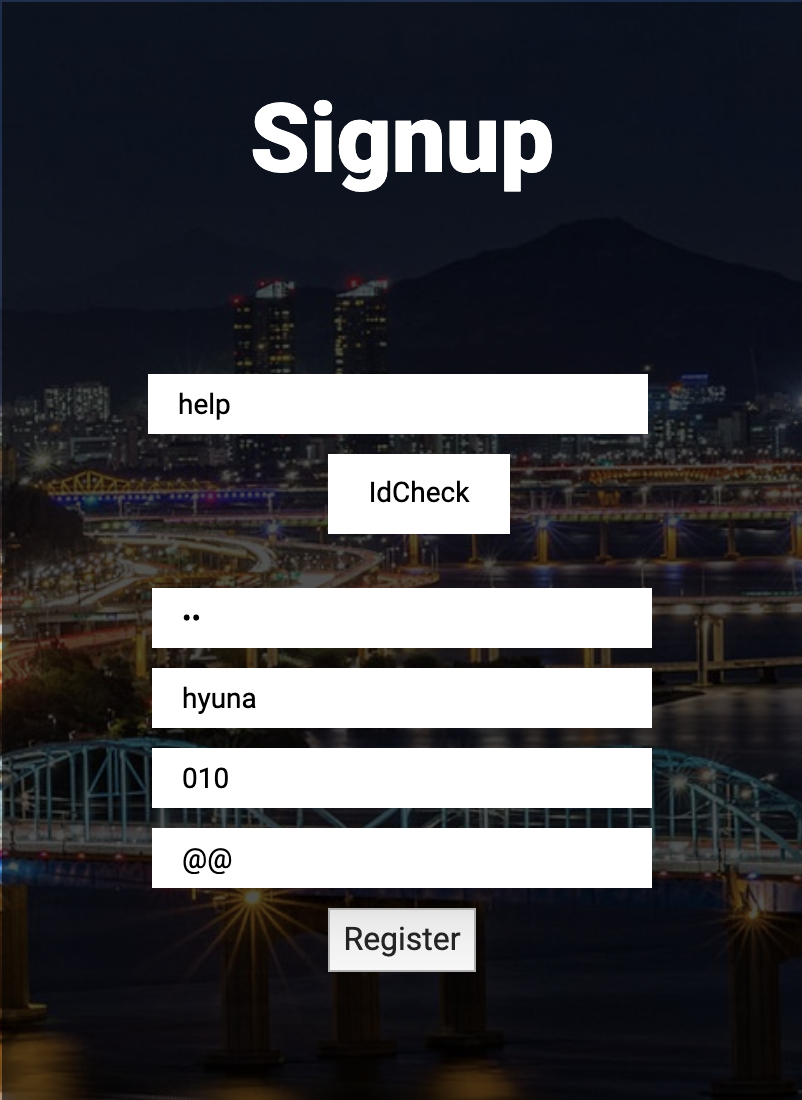 Signup
help
IdCheck
••
hyuna
010
@@
Register